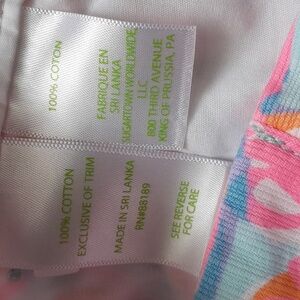 100% COTTON
FABRIQUE EN
SRI LANKA
SUGARTOWN WORLDWIDE
LLC
800 THIRD AVENUE
KING OF PRUSSIA, PA
100% COTTON
EXCLUSIVE OF TRIM
MADE IN SRI LANKA
RN#88189
SEE REVERSE
FOR CARE